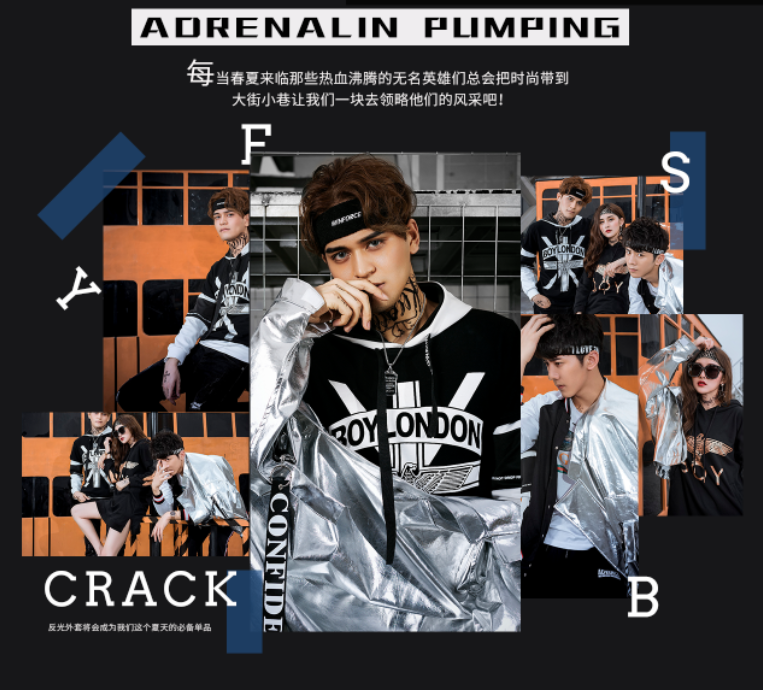 ADRENALIN PUMPING
每当春夏来临那些热血沸腾的无名英雄们总会把时尚带到
大街小巷让我们一块去领略他们的风采吧!
F
S
Y
RENFORCE
BOYLONDON
BOYLONDON
CONFIDE
CRACK
反光外套将会成为我们这个夏天的必备单品
B